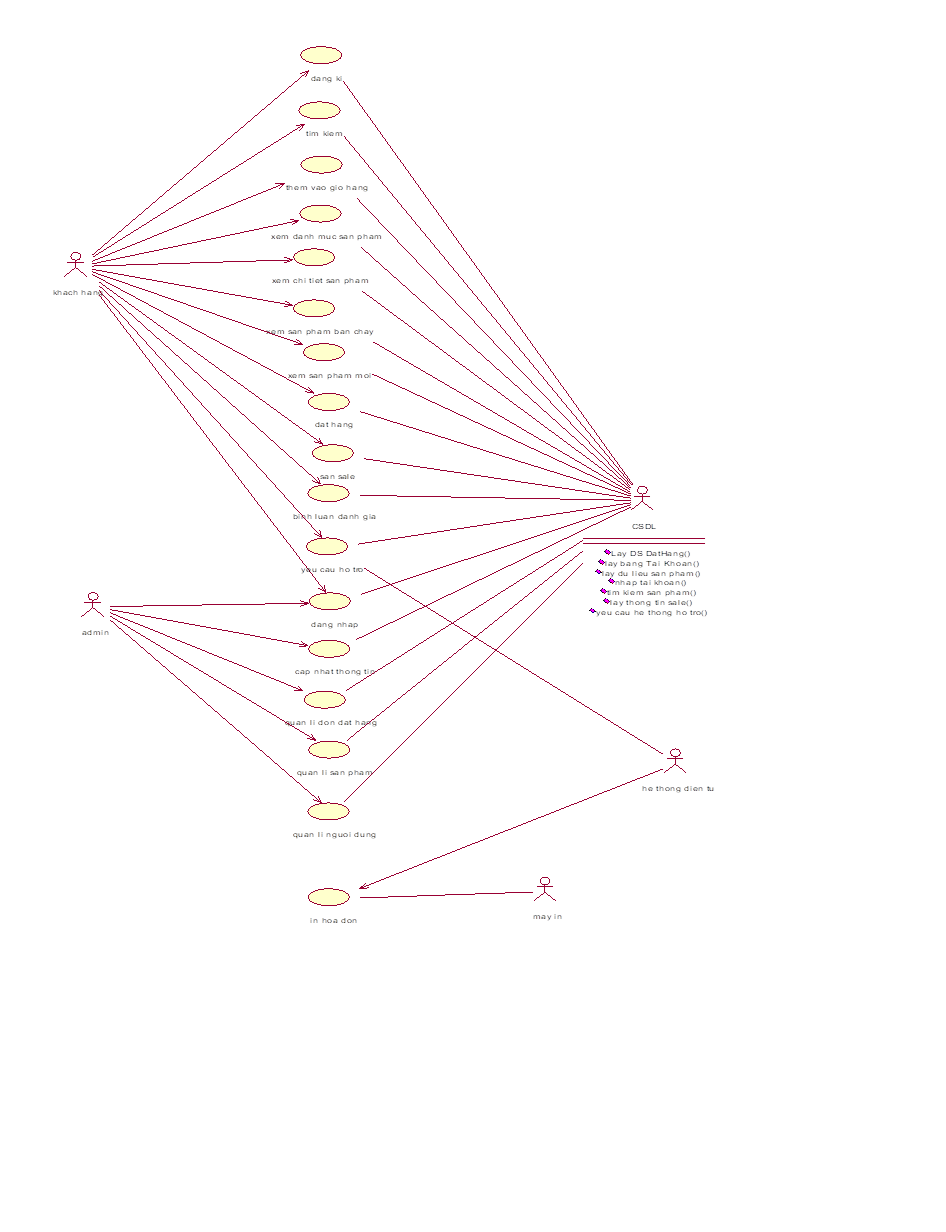 dang ki
tim kiem
them vao gio hang
xem danh muc san pham
khach hang
xem chi tiet san pham
xem san pham ban chay
xem san pham moi
dat hang
san sale
binh luan danh gia
CSDL
Lay DS DatHang()
lay bang Tai Khoan()
lay du lieu san pham()
nhap tai khoan()
tim kiem san pham()
lay thong tin sale()
yeu cau he thong ho tro()
yeu cau ho tro
dang nhap
admin
cap nhat thong tin
quan li don dat hang
quan li san pham
he thong dien tu
quan li nguoi dung
in hoa don
may in